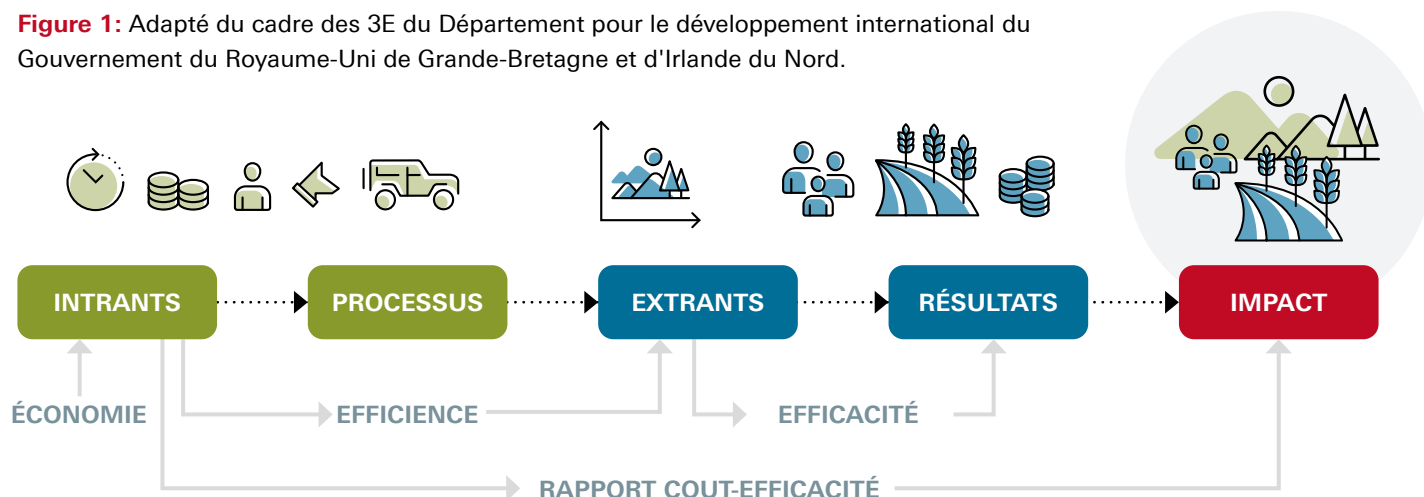 Figure 1: Adapté du cadre des 3E du Département pour le développement international du
Gouvernement du Royaume-Uni de Grande-Bretagne et d'Irlande du Nord.
INTRANTS
PROCESSUS
EXTRANTS
RÉSULTATS
IMPACT
ÉCONOMIE
EFFICIENCE
EFFICACITÉ
RAPPORT COUT-EFFICACITÉ